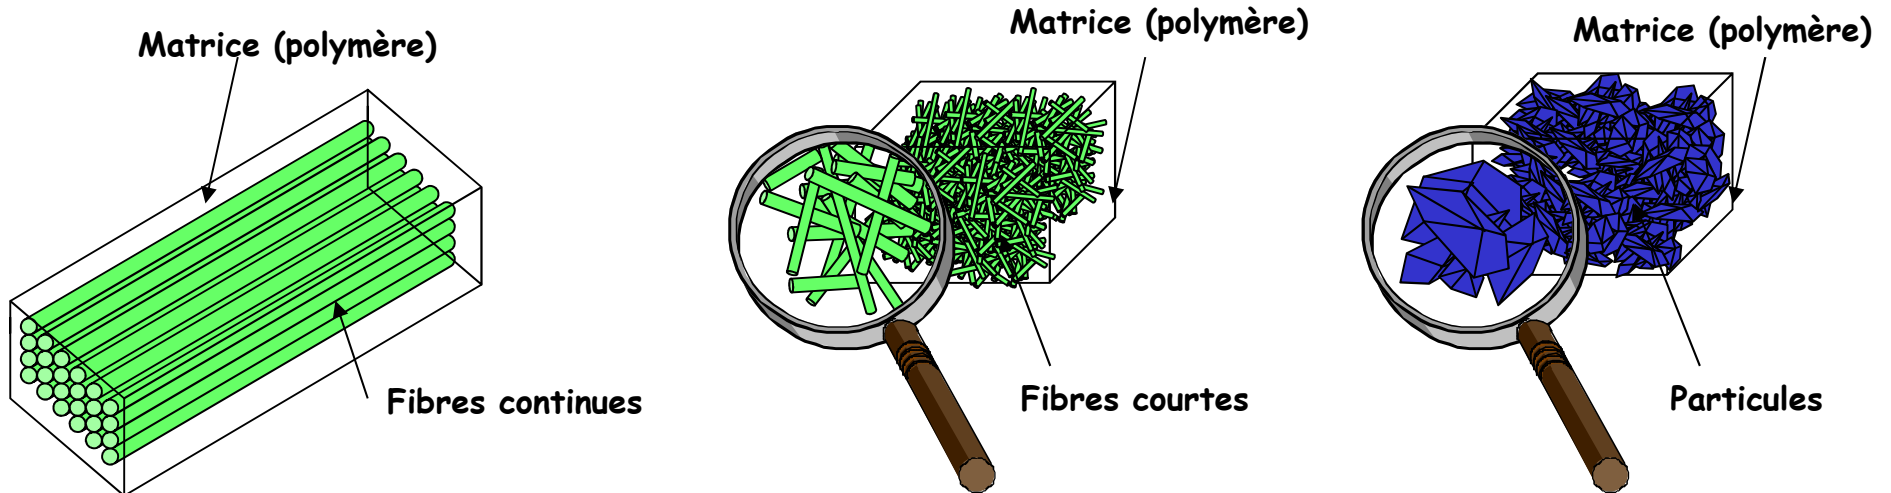 Matrice (polymère)
Fibres continues
Matrice (polymère)
Fibres courtes
Matrice (polymère)
Particules